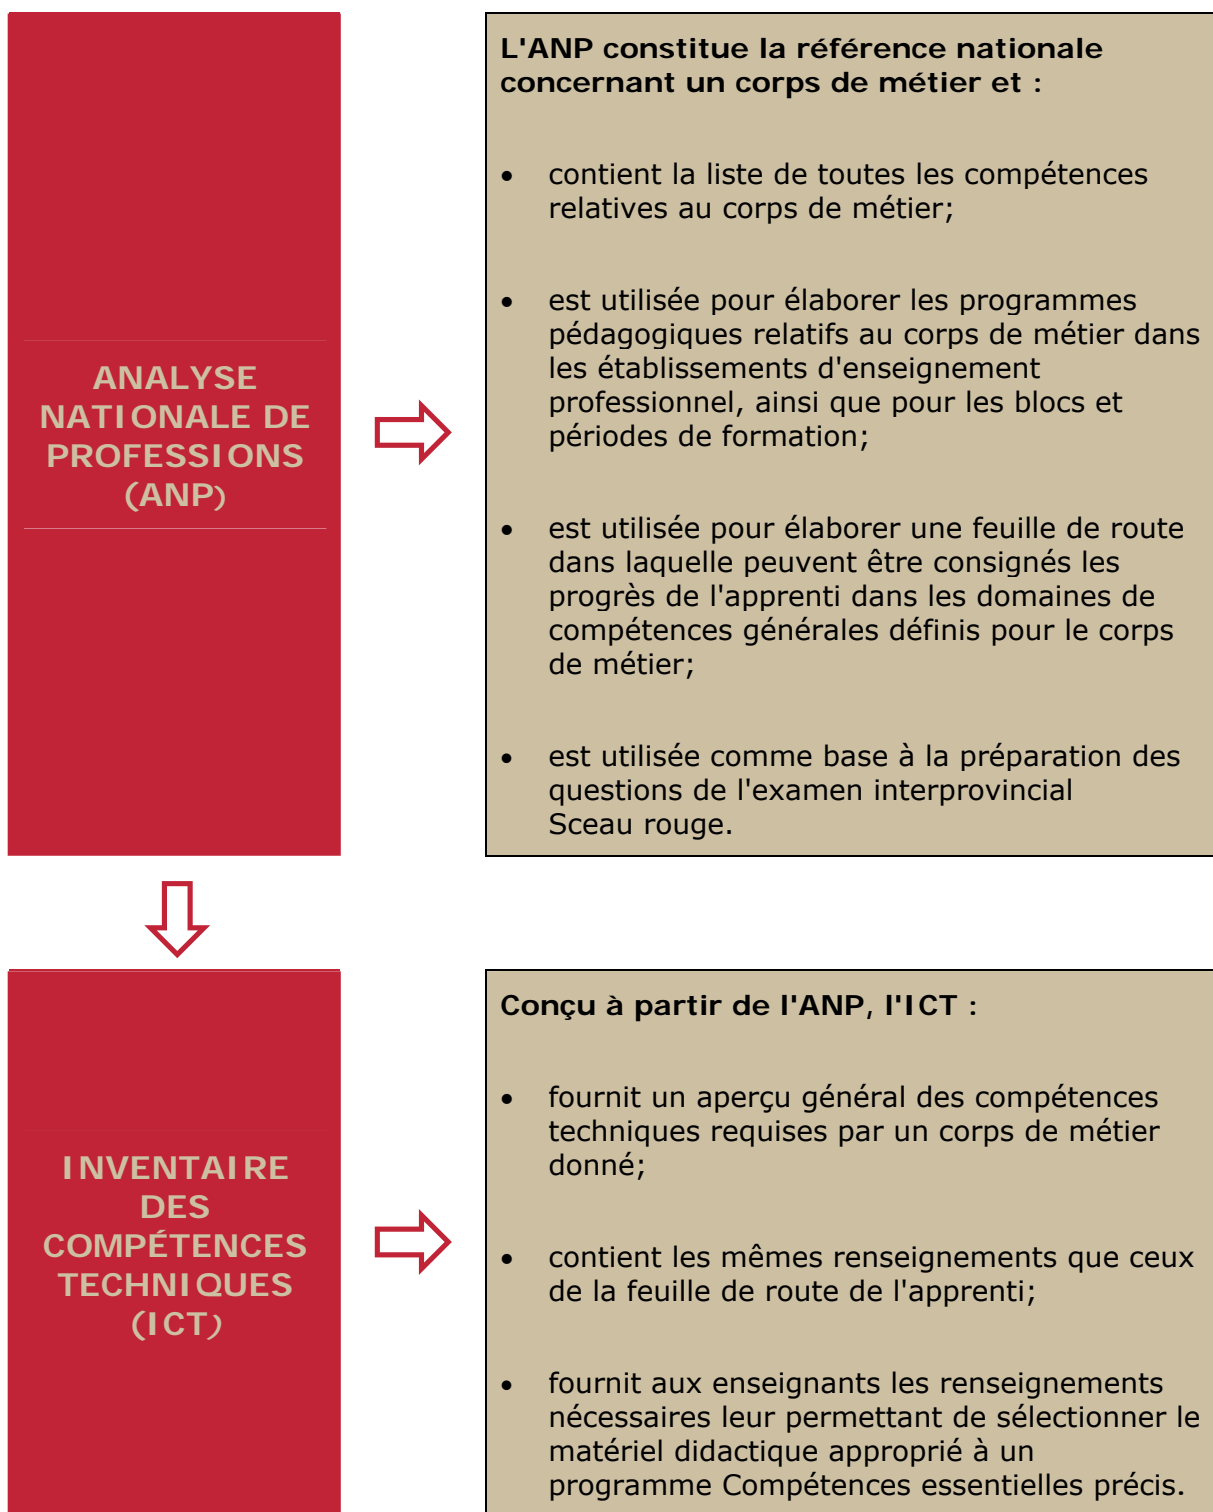 ANALYSE
NATIONALE DE
PROFESSIONS
(ANP)
L'ANP constitue la référence nationale
concernant un corps de métier et :
• contient la liste de toutes les compétences
relatives au corps de métier;
• est utilisée pour élaborer les programmes
pédagogiques relatifs au corps de métier dans
les établissements d'enseignement
professionnel, ainsi que pour les blocs et
périodes de formation;
• est utilisée pour élaborer une feuille de route
dans laquelle peuvent être consignés les
progrès de l'apprenti dans les domaines de
compétences générales définis pour le corps
de métier;
• est utilisée comme base à la préparation des
questions de l'examen interprovincial
Sceau rouge.
INVENTAIRE
DES
COMPÉTENCES
TECHNIQUES
(ICT)
Conçu à partir de l'ANP, l'ICT :
• fournit un aperçu général des compétences
techniques requises par un corps de métier
donné;
• contient les mêmes renseignements que ceux
de la feuille de route de l'apprenti;
• fournit aux enseignants les renseignements
nécessaires leur permettant de sélectionner le
matériel didactique approprié à un
programme Compétences essentielles précis.